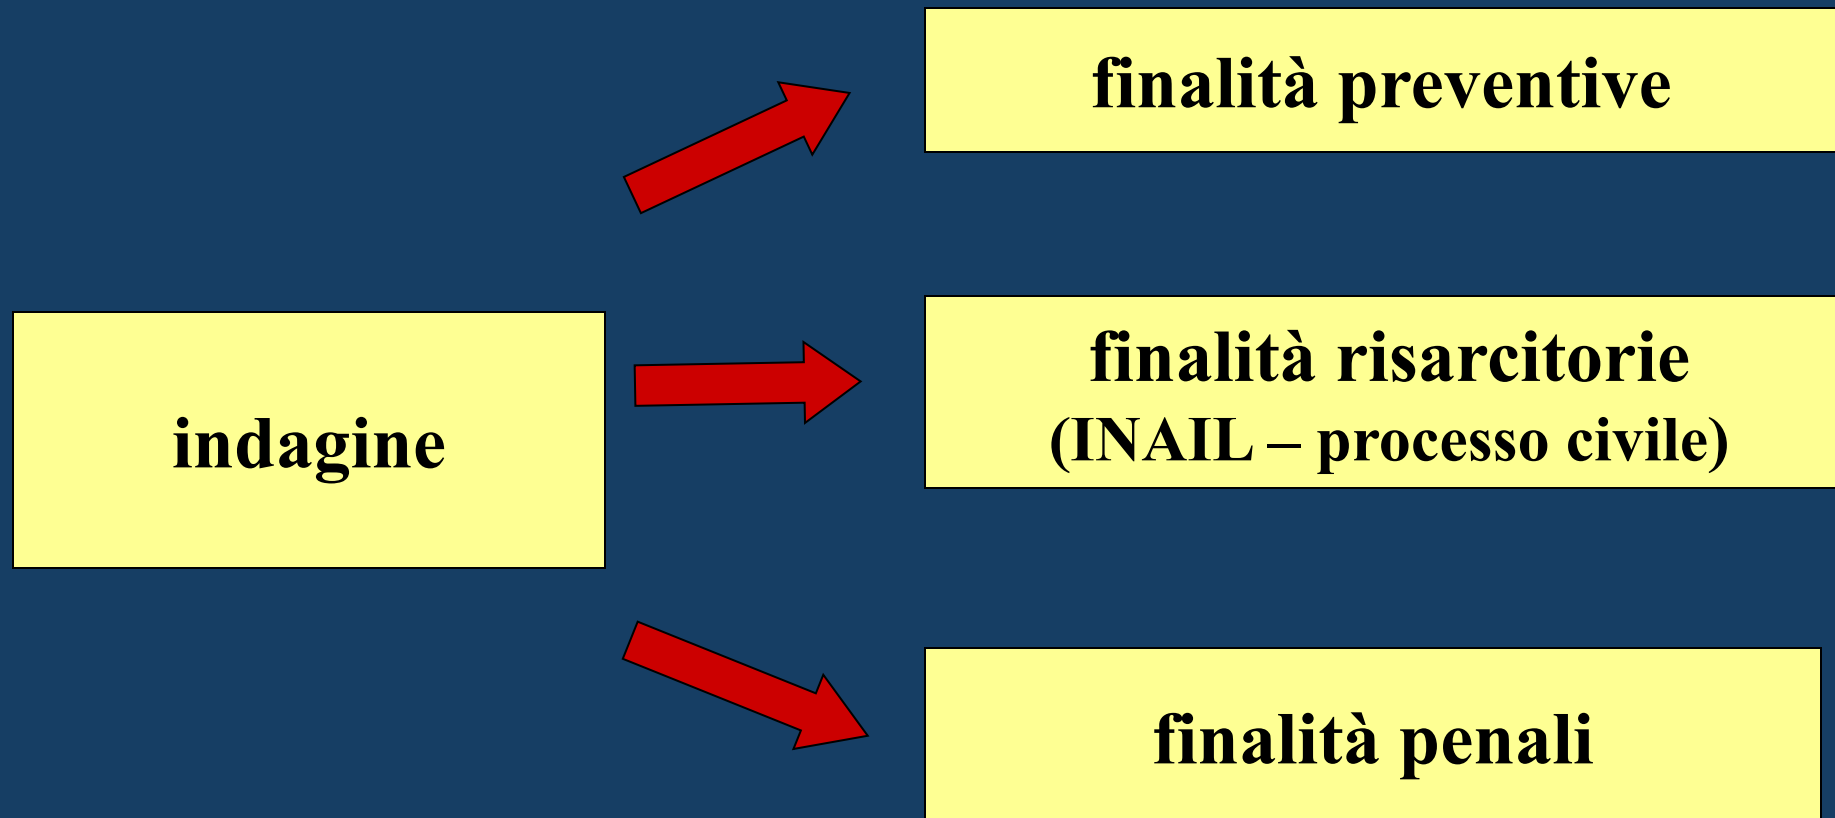 finalità preventive
finalità risarcitorie
(INAIL – processo civile)
indagine
finalità penali